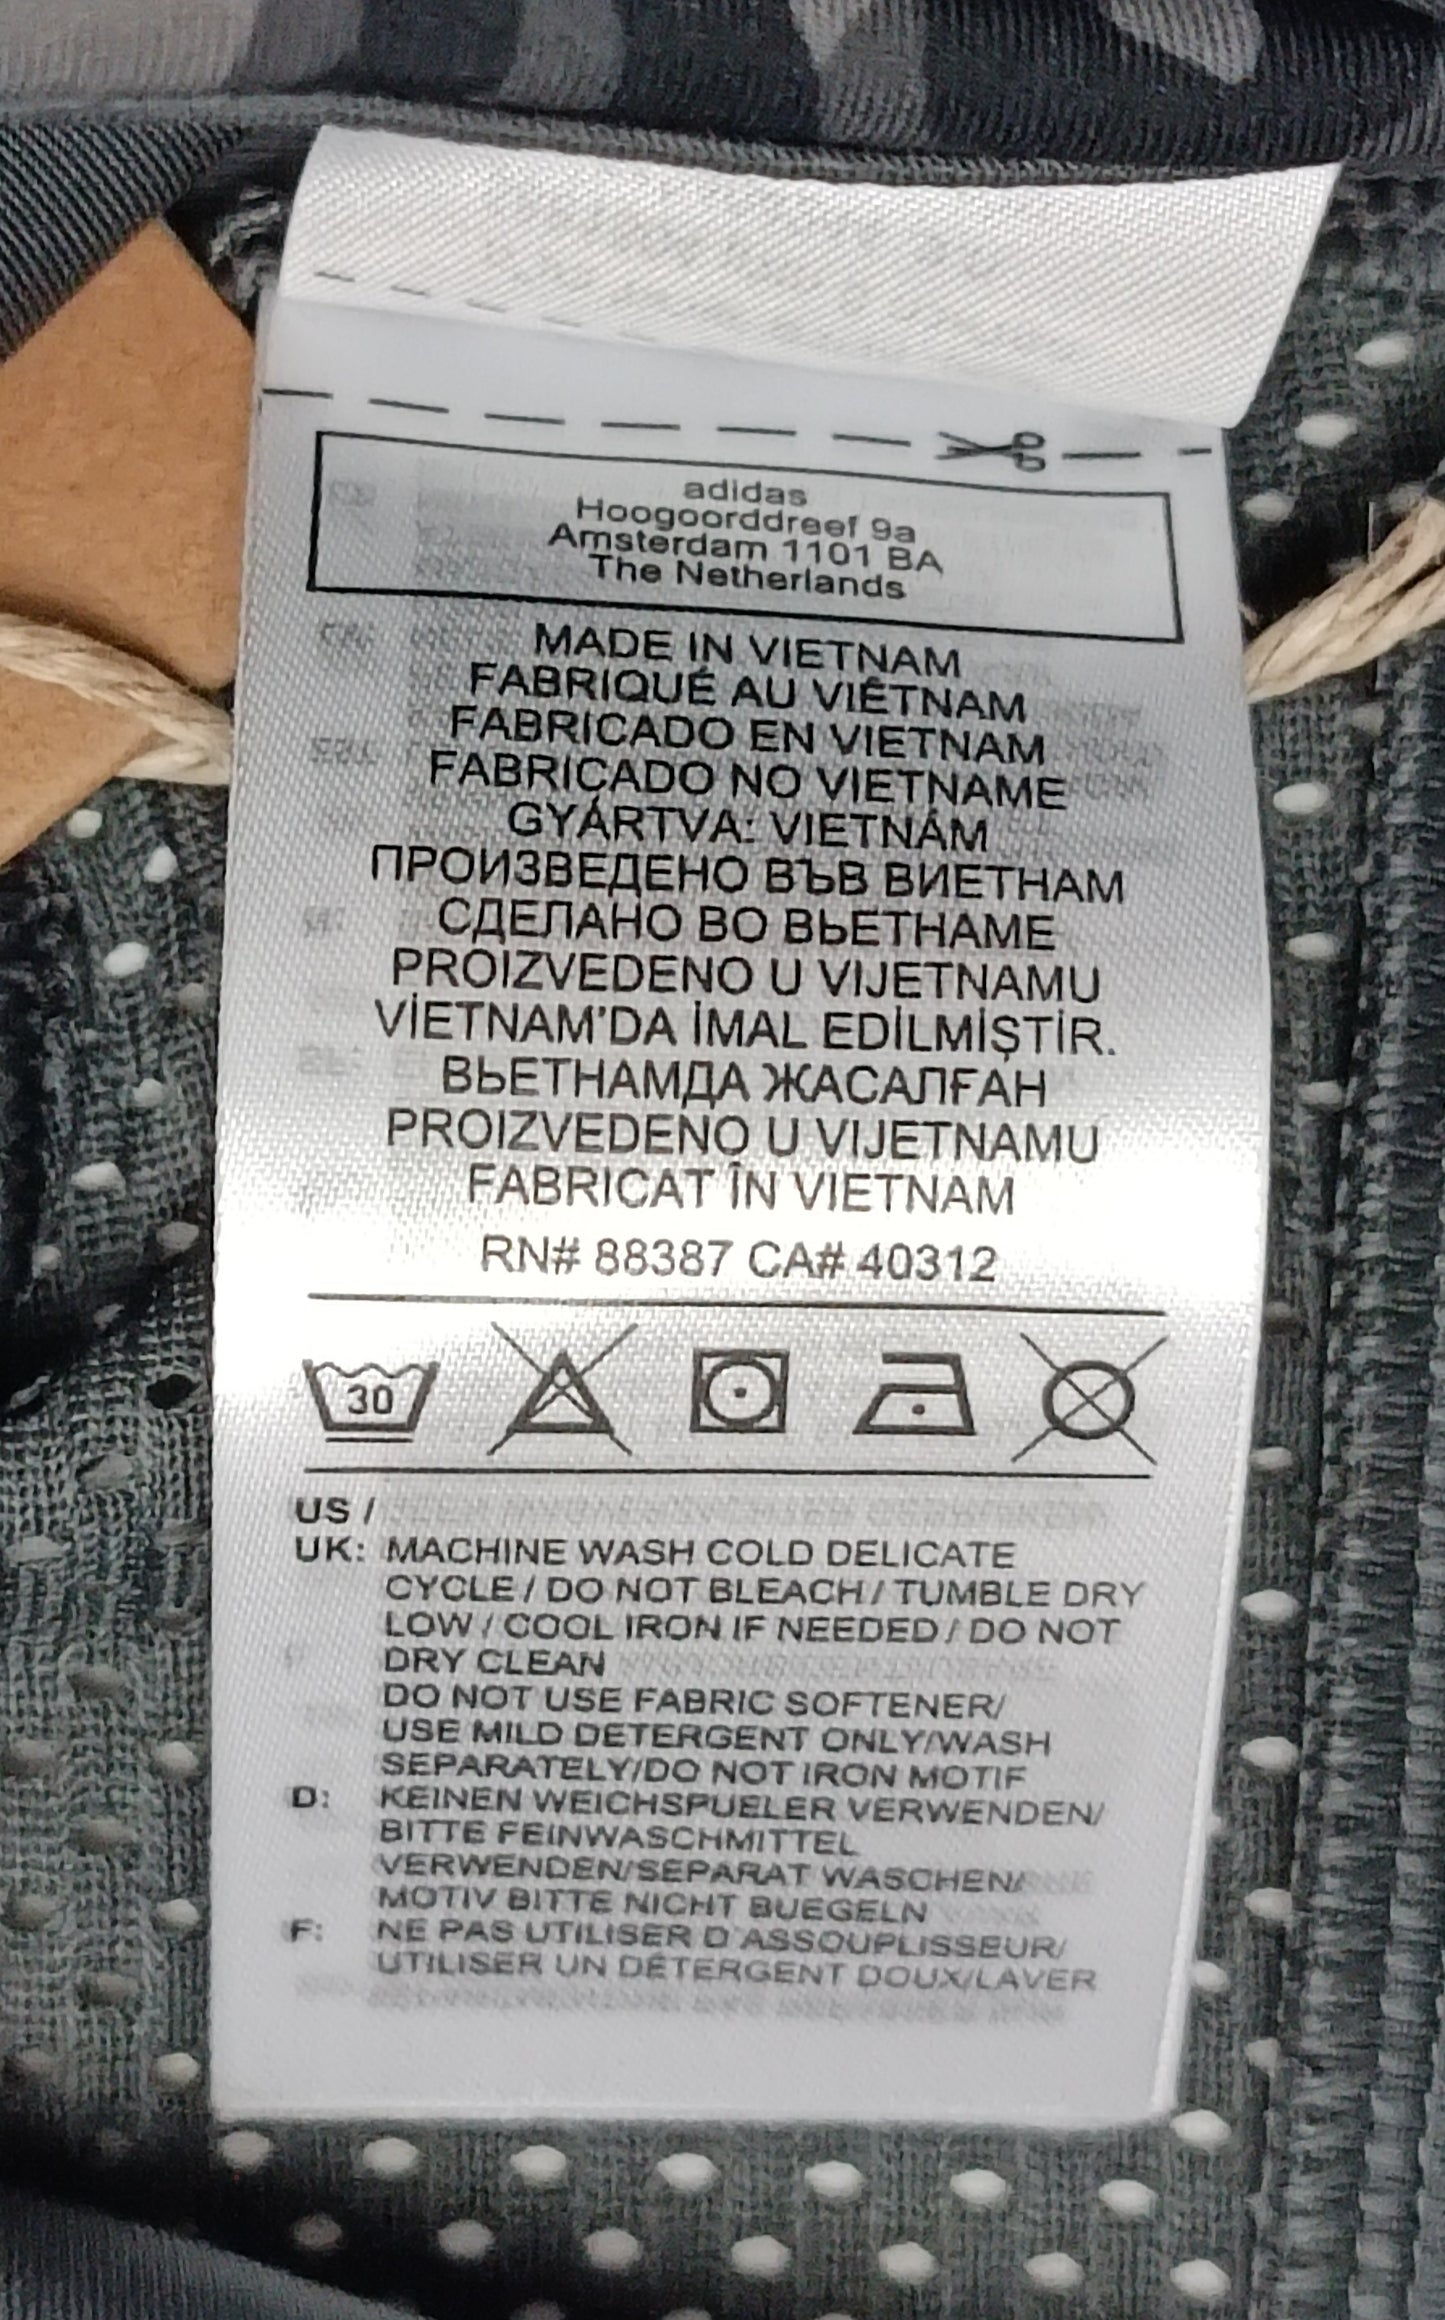 adidas
Hoogoorddreef 9a
Amsterdam 1101 BA
The Netherlands
MADE IN VIETNAM
FABRIQUÉ AU VIÊTNAM
FABRICADO EN VIETNAM
FABRICADO NO VIETNAME
GYÁRTVA: VIETNÁM
ПРОИЗВЕДЕНО ВЪВ ВИЕТНАМ
СДЕЛАНО ВО ВЬЕТНАМЕ
PROIZVEDENO U VIJETNAMU
VİETNAM'DA İMAL EDİLMİŞTİR.
ВЬЕТНАМДА ЖАСАЛҒАН
PROIZVEDENO U VIJETNAMU
FABRICAT ÎN VIETNAM
RN# 88387 CA# 40312
30
US /
UK: MACHINE WASH COLD DELICATE
CYCLE / DO NOT BLEACH / TUMBLE DRY
LOW / COOL IRON IF NEEDED / DO NOT
DRY CLEAN
DO NOT USE FABRIC SOFTENER/
USE MILD DETERGENT ONLY/WASH
SEPARATELY/DO NOT IRON MOTIF
D: KEINEN WEICHSPUELER VERWENDEN/
BITTE FEINWASCHMITTEL
VERWENDEN/SEPARAT WASCHEN/
MOTIV BITTE NICHT BUEGELN
F: NE PAS UTILISER D'ASSOUPLISSEUR/
UTILISER UN DÉTERGENT DOUX/LAVER